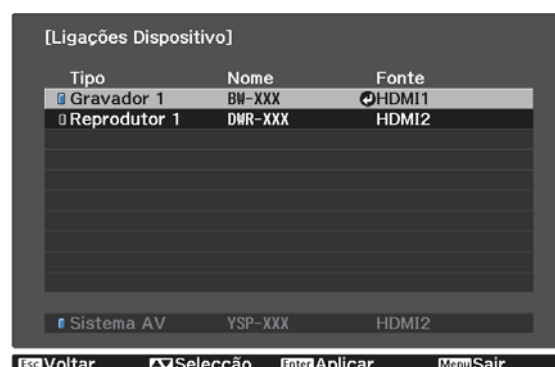 [Ligações Dispositivo]
Tipo Nome Fonte
Gravador 1 BW-XXX HDMI1
Reprodutor 1 DWR-XXX HDMI2
Sistema AV YSP-XXX HDMI2
Esc Voltar Selecção Enter Aplicar Menu Sair